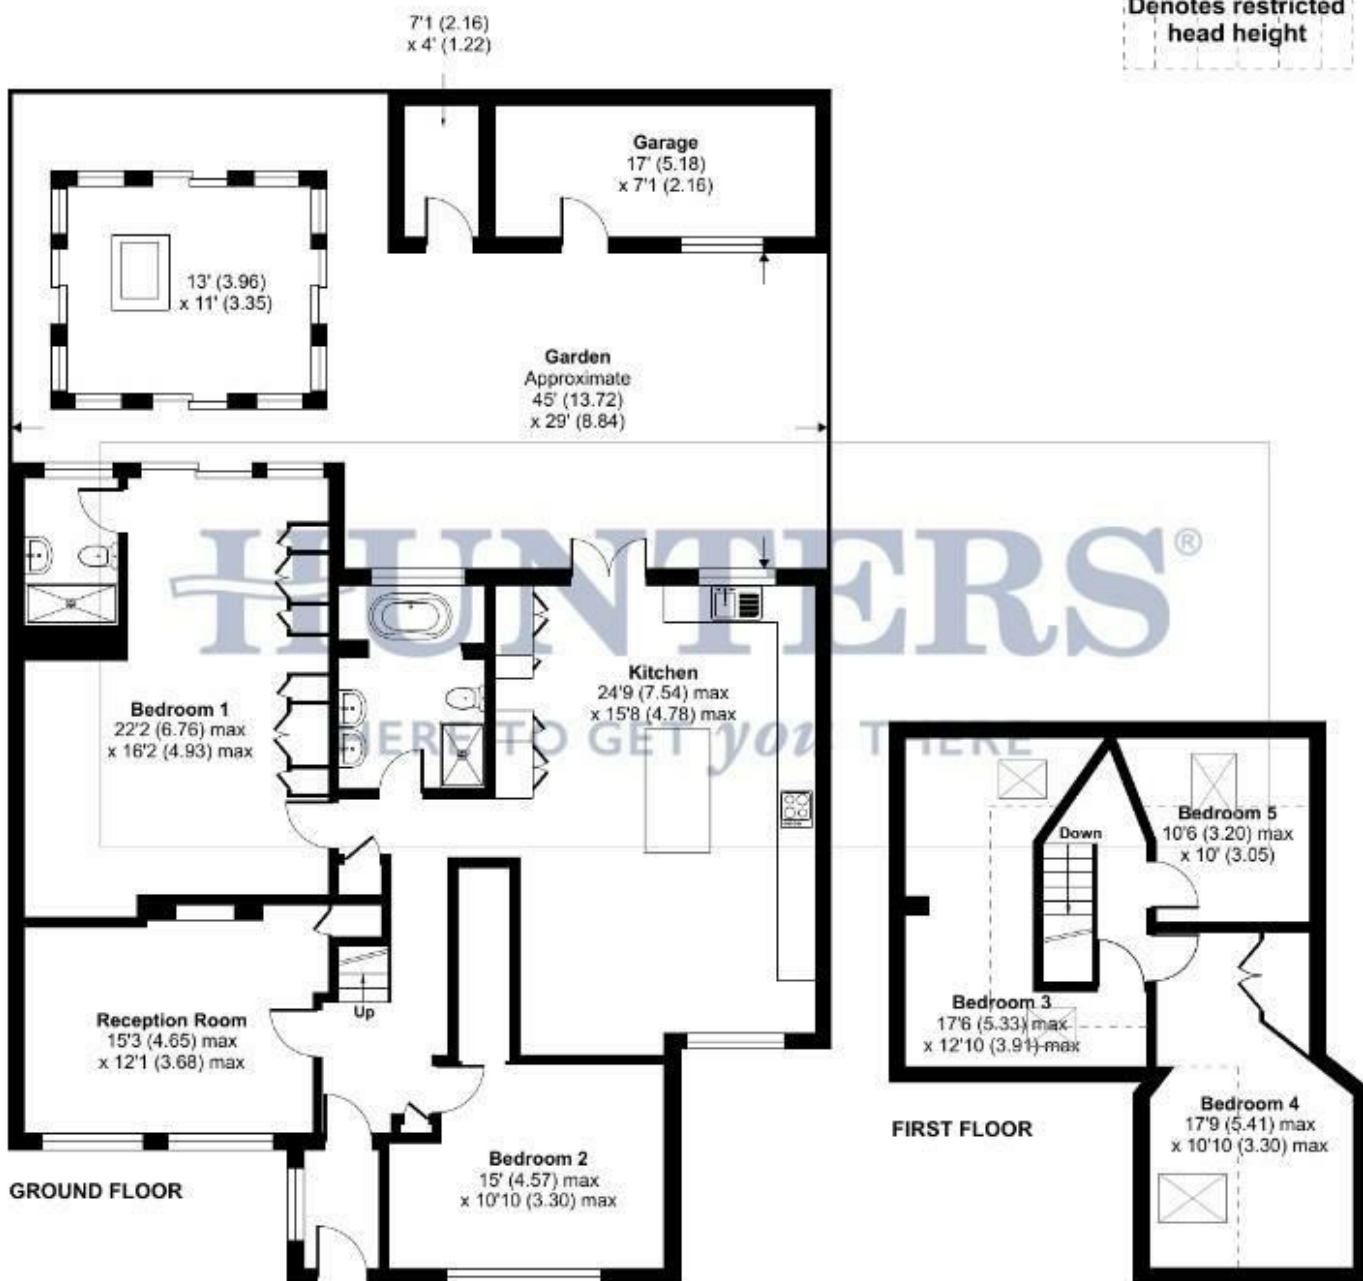 Denotes restricted
head height
7'1 (2.16)
x 4' (1.22)
Garage
17' (5.18)
x 7'1 (2.16)
13' (3.96)
x 11' (3.35)
Garden
Approximate
45' (13.72)
x 29' (8.84)
HUNTERS®
HERE TO GET you THERE
Kitchen
24'9 (7.54) max
x 15'8 (4.78) max
Bedroom 1
22'2 (6.76) max
x 16'2 (4.93) max
Bedroom 5
10'6 (3.20) max
x 10' (3.05)
Down
Bedroom 3
17'6 (5.33) max
x 12'10 (3.91) max
Up
Reception Room
15'3 (4.65) max
x 12'1 (3.68) max
Bedroom 4
17'9 (5.41) max
x 10'10 (3.30) max
FIRST FLOOR
Bedroom 2
15' (4.57) max
x 10'10 (3.30) max
GROUND FLOOR